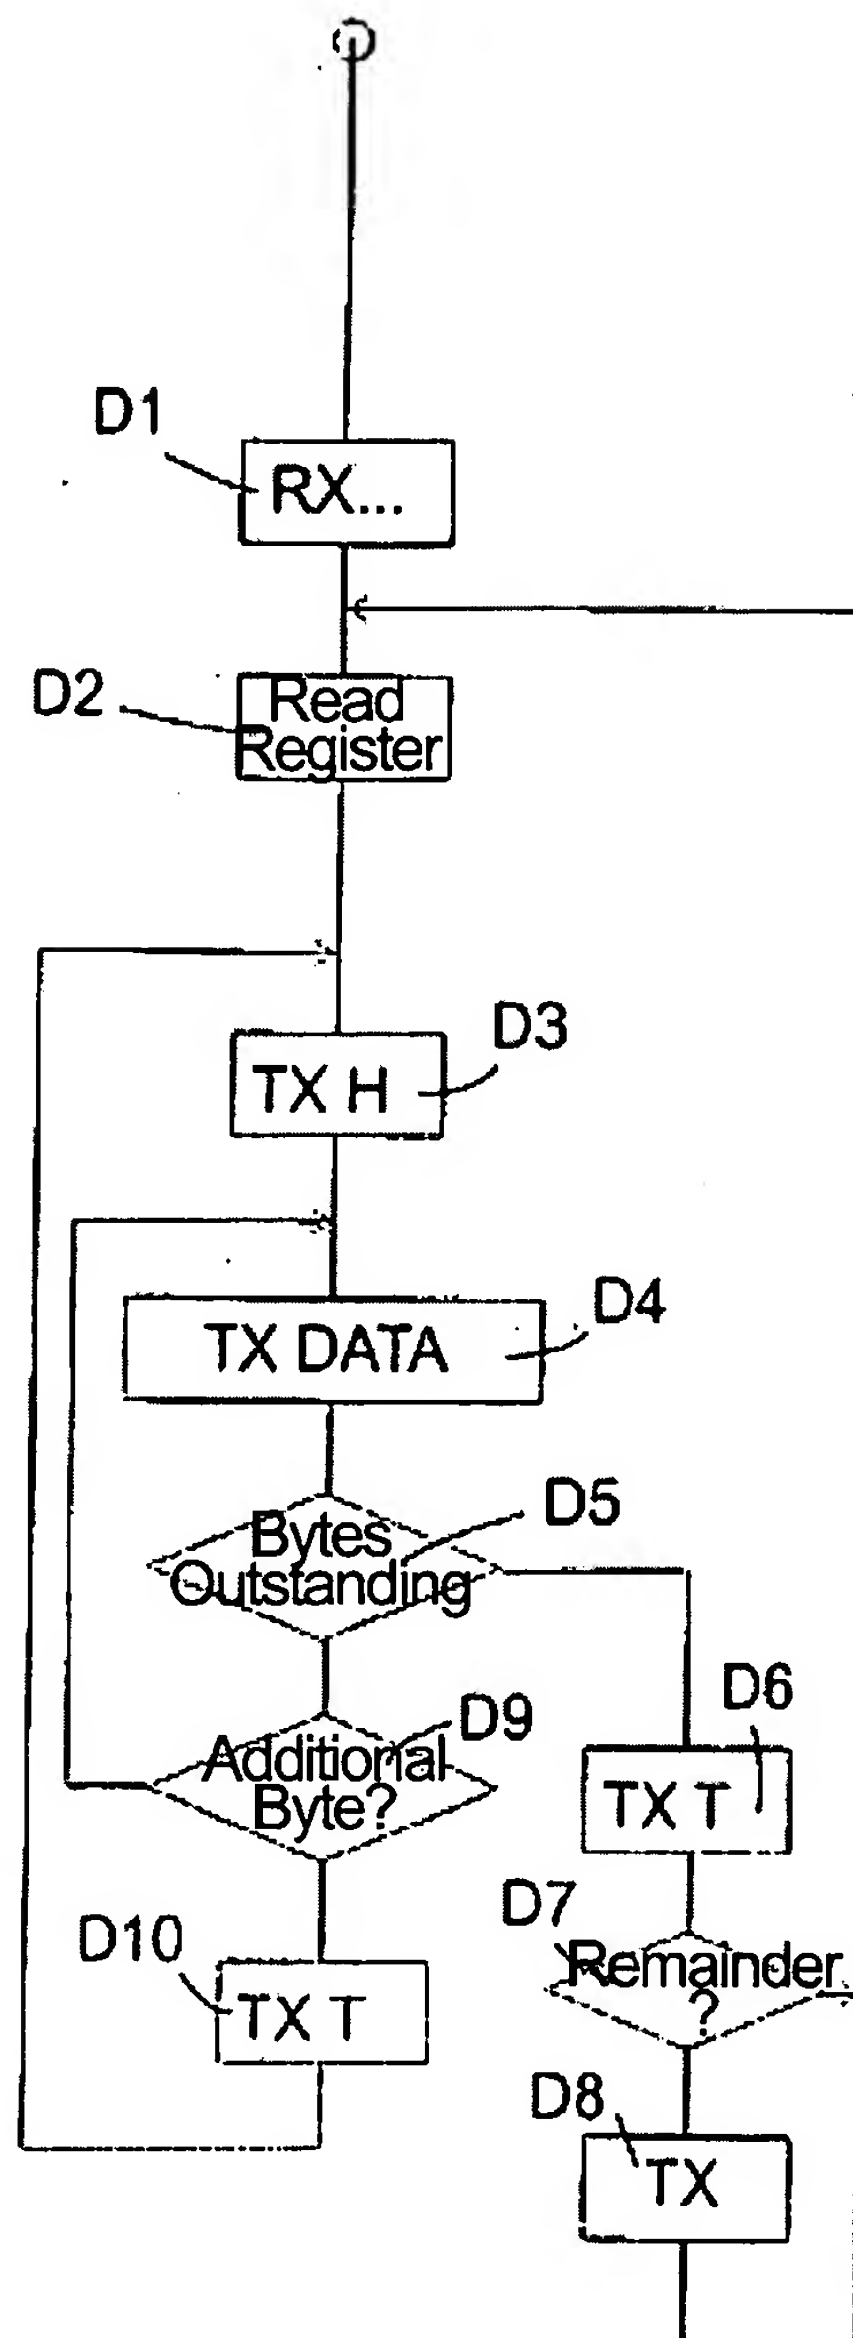 D1
RX...
D2
Read
Register
D3
TX H
D4
TX DATA
D5
Bytes
Outstanding
D6
D9
Additional
Byte?
TX T
D7
D10
Remainder
?
TX T
D8
TX